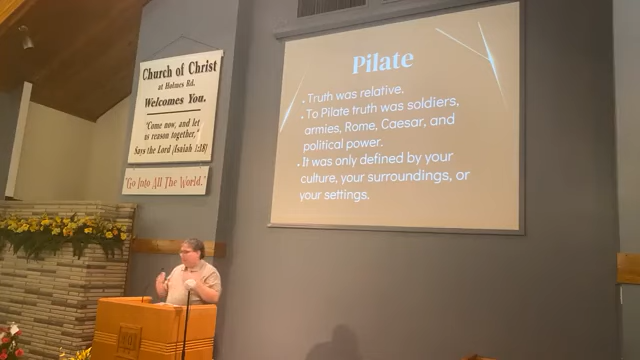 Church of Christ
at Holmes Rd.
Welcomes You.
"Come now, and let
us reason together,"
Says the Lord (Isaiah 1:18)
"Go Into All The World."
Pilate
• Truth was relative.
• To Pilate truth was soldiers,
armies, Rome, Caesar, and
political power.
• It was only defined by your
culture, your surroundings, or
your settings.